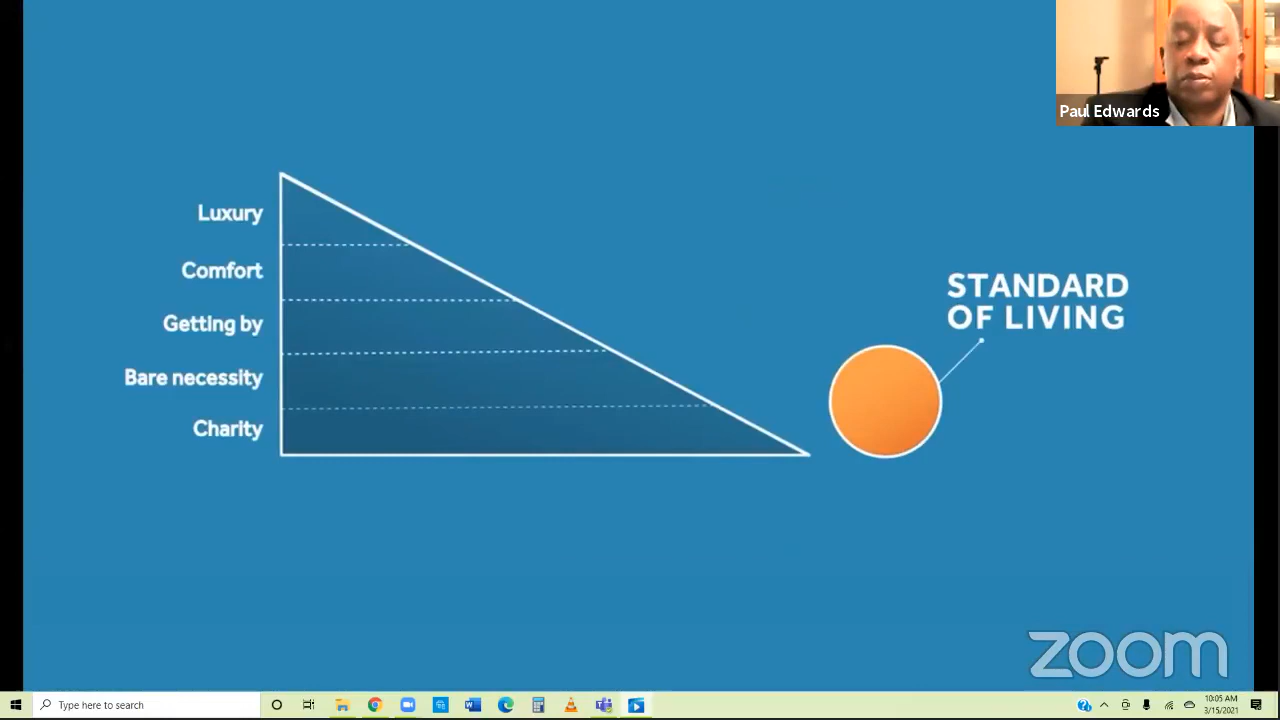 Paul Edwards
Luxury
Comfort
Getting by
Bare necessity
Charity
STANDARD
OF LIVING
zoom
Type here to search
10:05 AM
3/15/2021